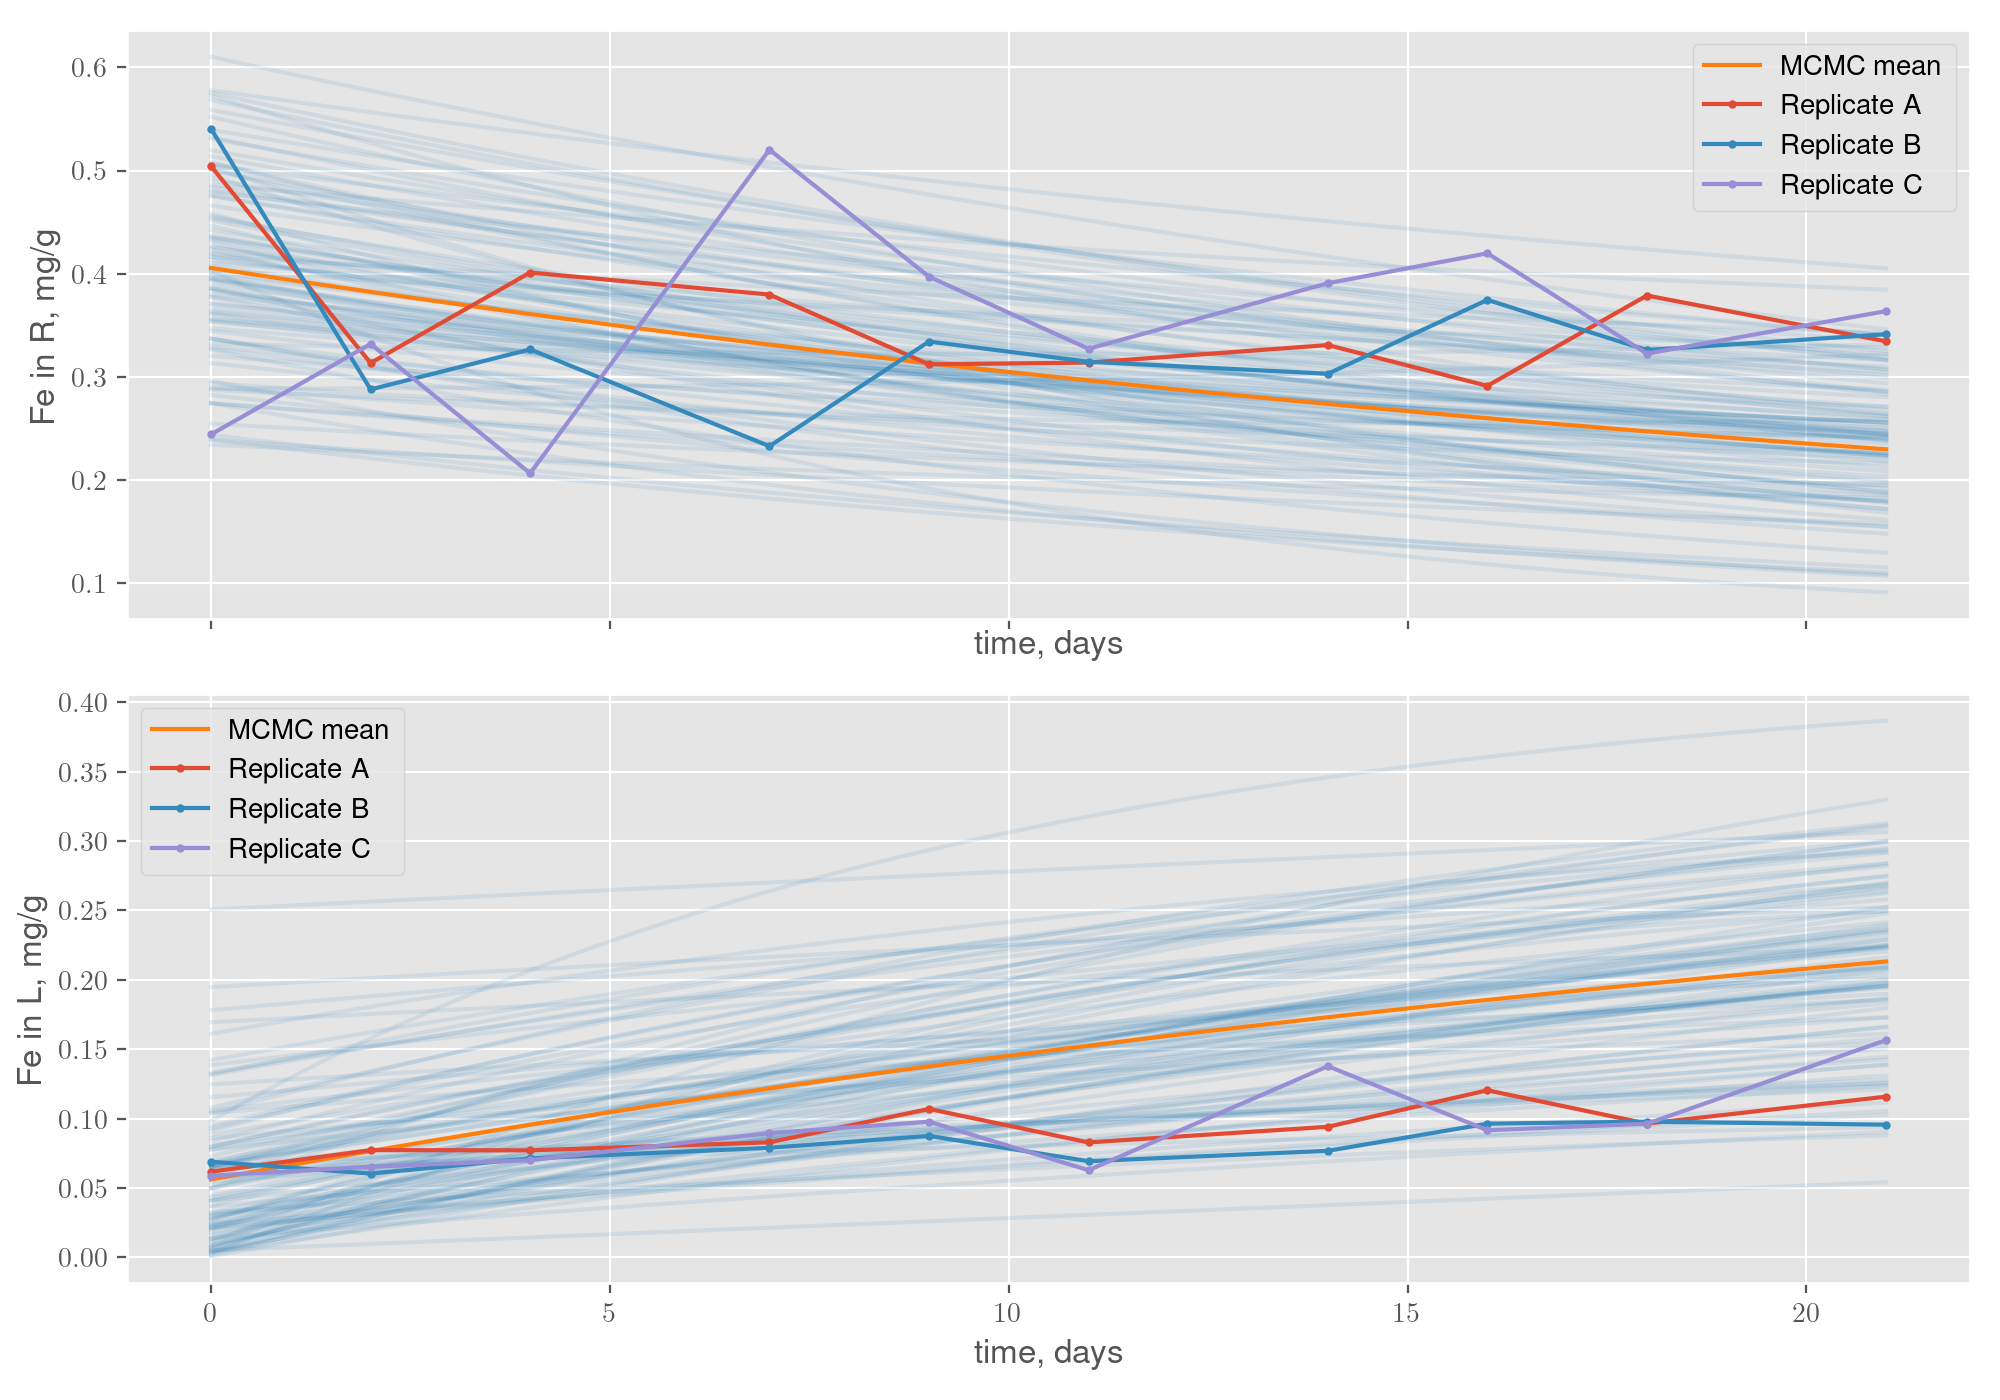 0.6
0.5
0.4
0.3
0.2
0.1
Fe in R, mg/g
MCMC mean
Replicate A
Replicate B
Replicate C
time, days
0.40
0.35
0.30
0.25
0.20
0.15
0.10
0.05
0.00
Fe in L, mg/g
MCMC mean
Replicate A
Replicate B
Replicate C
0 5 10 15 20
time, days